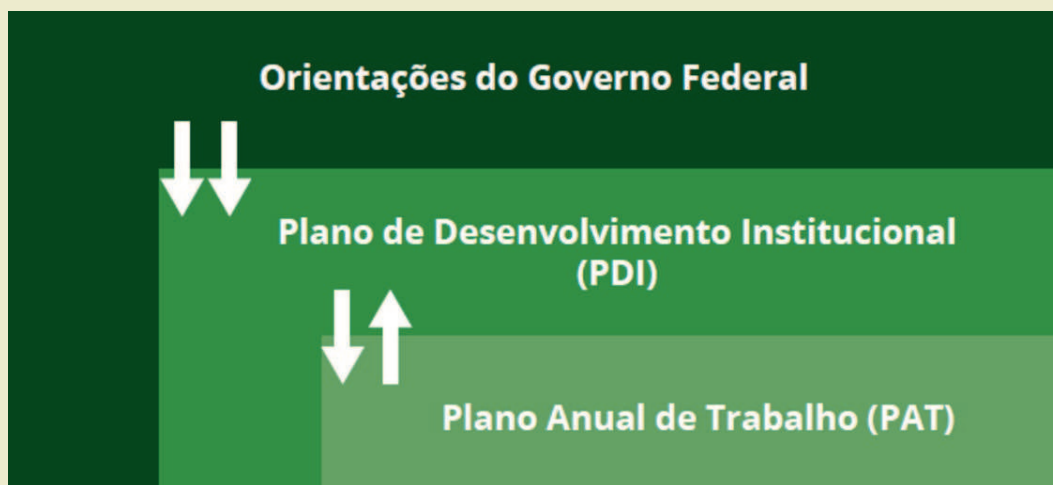 Orientações do Governo Federal
Plano de Desenvolvimento Institucional
(PDI)
Plano Anual de Trabalho (PAT)